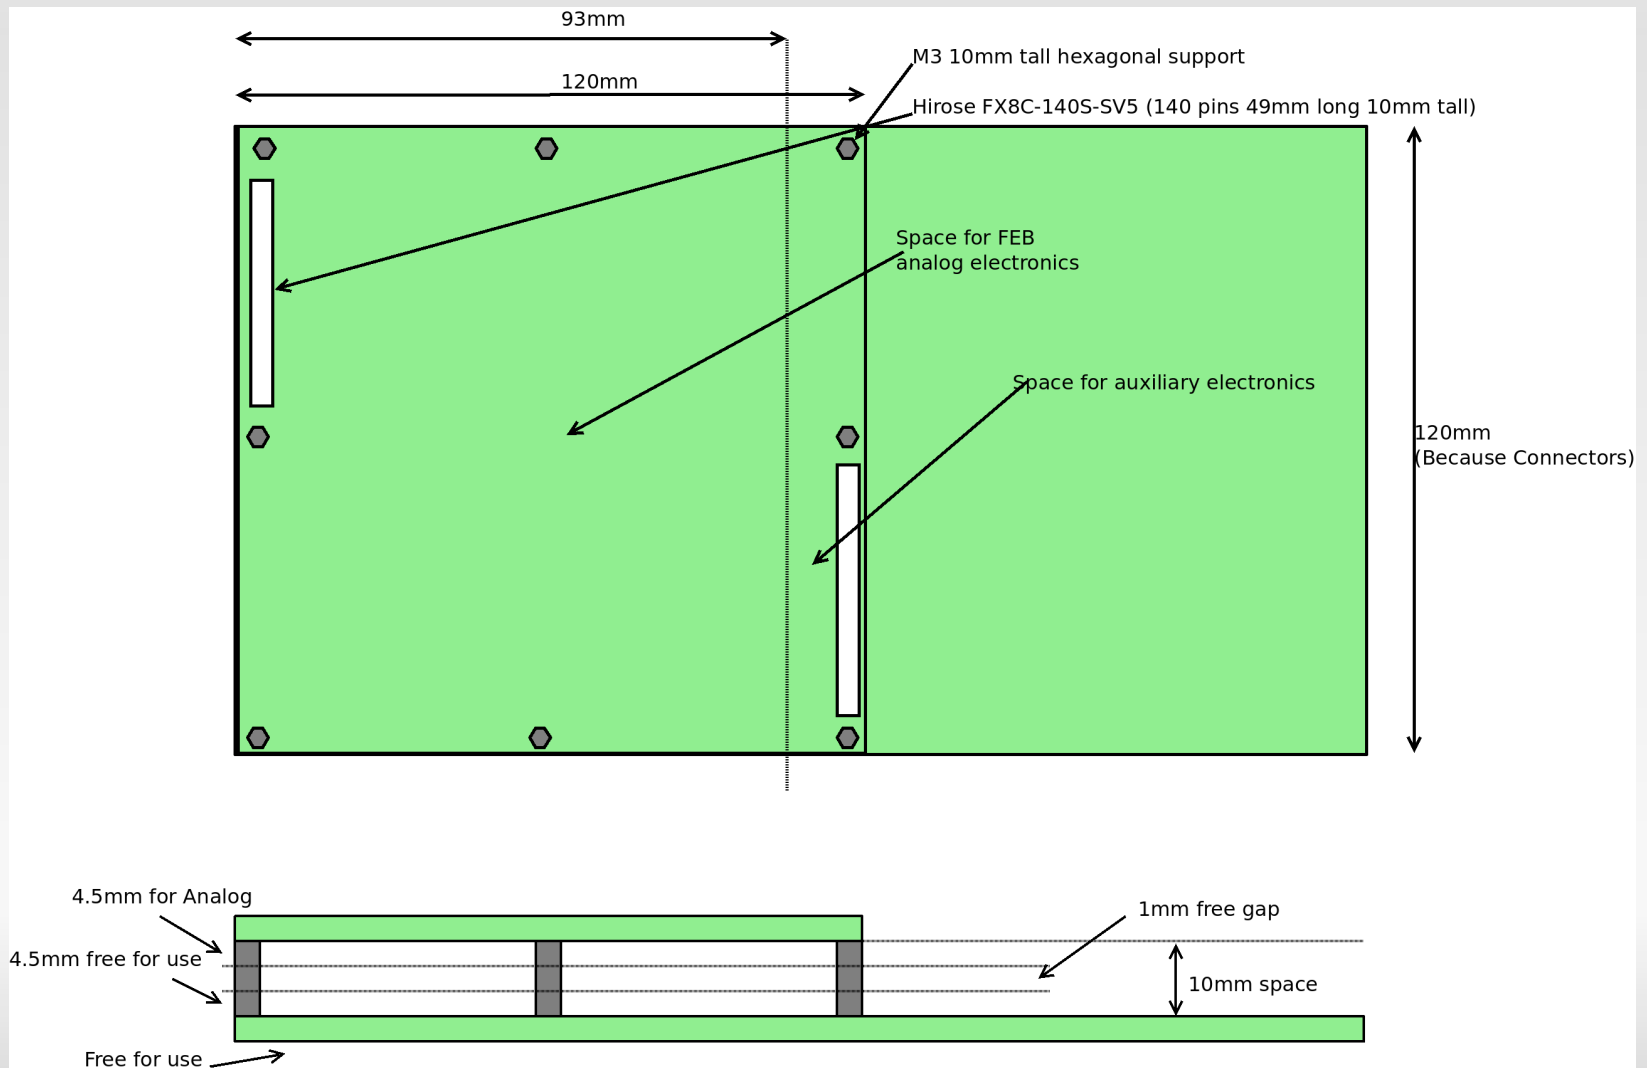 93mm
120mm
M3 10mm tall hexagonal support
Hirose FX8C-140S-SV5 (140 pins 49mm long 10mm tall)
Space for FEB
analog electronics
Space for auxiliary electronics
120mm
(Because Connectors)
4.5mm for Analog
4.5mm free for use
1mm free gap
10mm space
Free for use